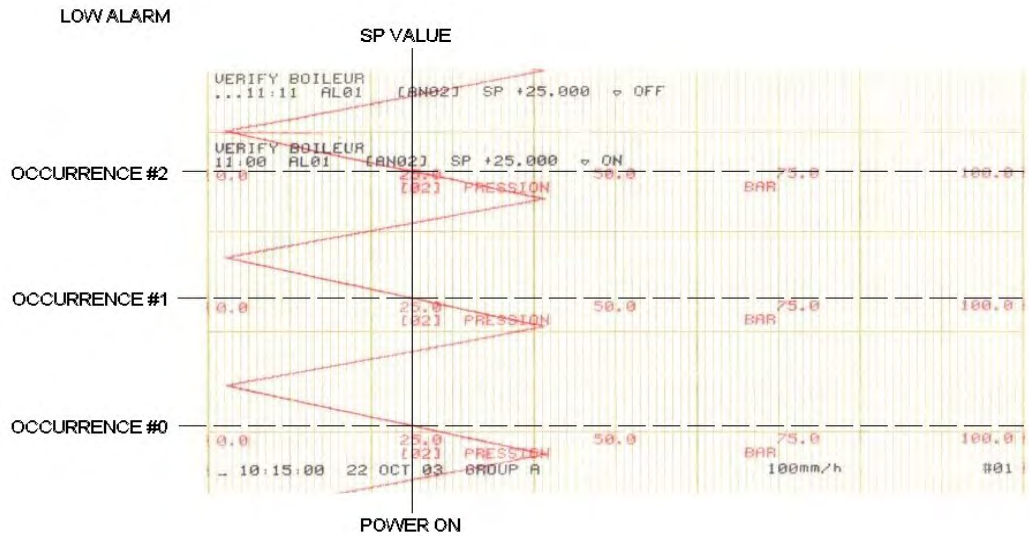 LOW ALARM
SP VALUE
VERIFY BOILEUR
...11:11 AL01 [AN02] SP +25.000 ▿ OFF
VERIFY BOILEUR
11:00 AL01 [AN02] SP +25.000 ▿ ON
OCCURRENCE #2
0.0 25.0 50.0 75.0 100.0
[02] PRESSION BAR
OCCURRENCE #1
0.0 25.0 50.0 75.0 100.0
[02] PRESSION BAR
OCCURRENCE #0
0.0 25.0 50.0 75.0 100.0
[02] PRESSION BAR
_ 10:15:00 22 OCT 03 GROUP A 100mm/h #01
POWER ON